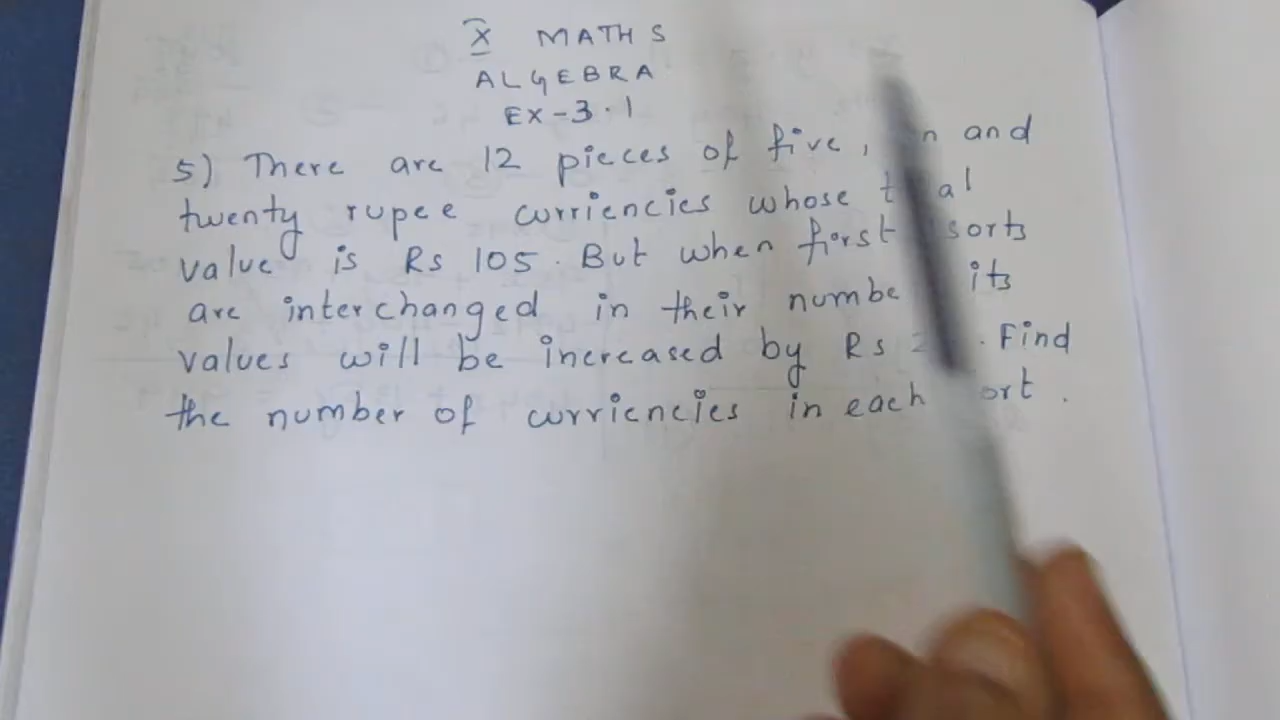 X MATHS
ALGEBRA
EX-3.1
5) There are 12 pieces of five, and
twenty rupee curriencies whose
value is Rs 105. But when first sorts
are interchanged in their its
values will be increased by Rs . Find
the number of curriencies in each .